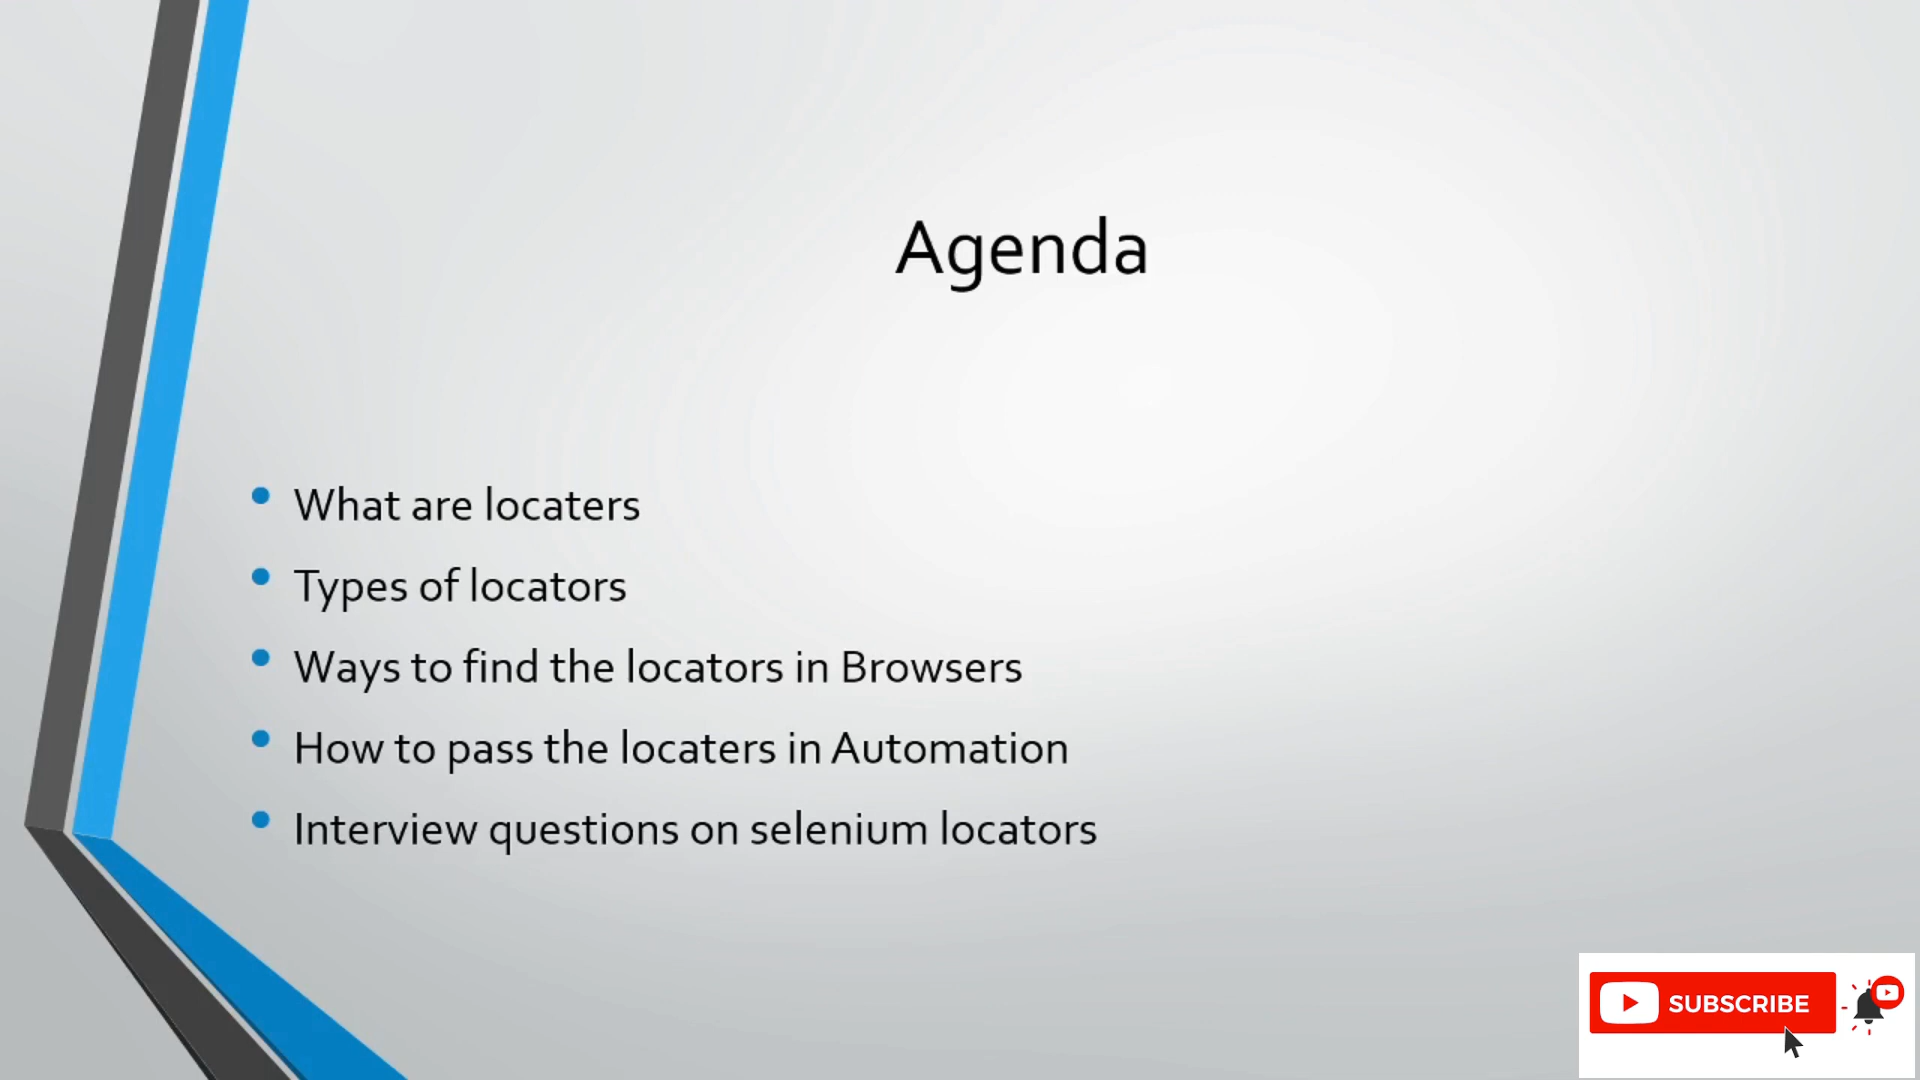 Agenda
• What are locaters
• Types of locators
• Ways to find the locators in Browsers
• How to pass the locaters in Automation
• Interview questions on selenium locators
SUBSCRIBE